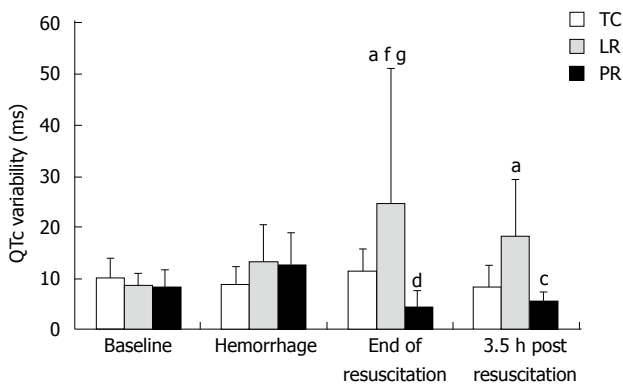 60
50
40
30
20
10
0
QTc variability (ms)
TC
LR
PR
a f g
d
a
c
Baseline
Hemorrhage
End of
resuscitation
3.5 h post
resuscitation